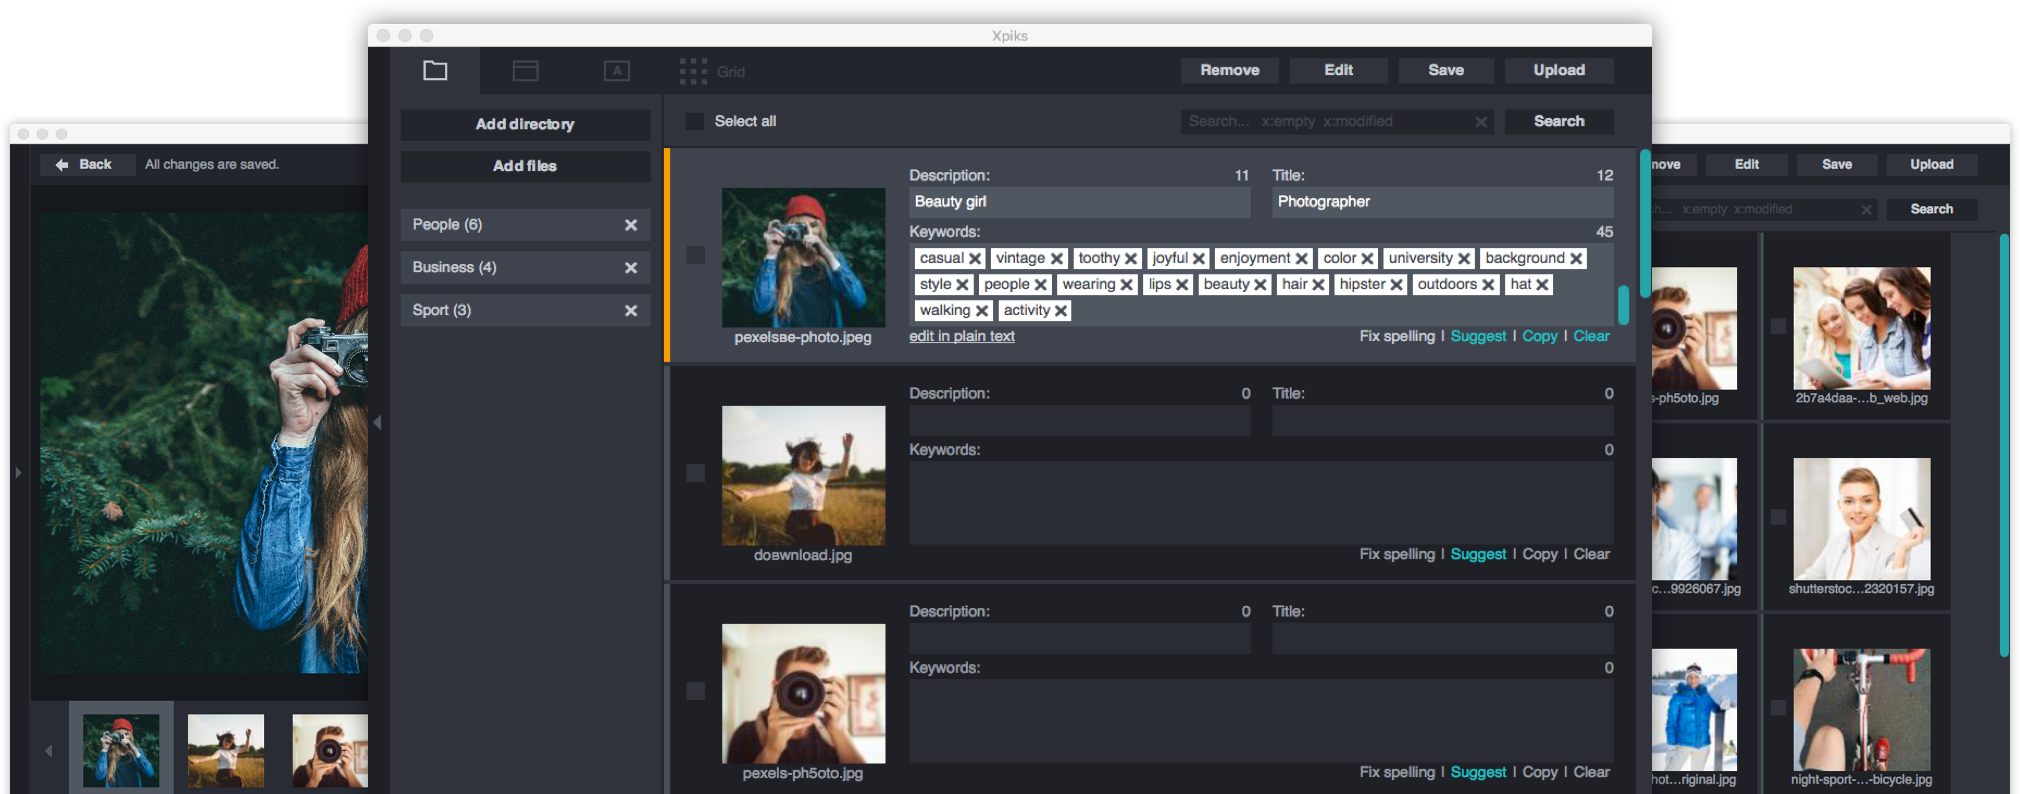 Xpiks
Grid
Remove
Edit
Save
Upload
Add directory
Add files
Select all
Search... x:empty x:modified
Search
People (6)
Business (4)
Sport (3)
Description: 11
Title: 12
Beauty girl
Photographer
Keywords: 45
casual vintage toothy joyful enjoyment color university background
style people wearing lips beauty hair hipster outdoors hat
walking activity
pexelsве-photo.jpeg
edit in plain text
Fix spelling | Suggest | Copy | Clear
Description: 0
Title: 0
Keywords: 0
doвwnload.jpg
Fix spelling | Suggest | Copy | Clear
Description: 0
Title: 0
Keywords: 0
pexels-ph5oto.jpg
Fix spelling | Suggest | Copy | Clear
Back
All changes are saved.
move
Edit
Save
Upload
x:empty x:modified
Search
s-ph5oto.jpg
2b7a4daa-...b_web.jpg
c...9926067.jpg
shutterstoc...2320157.jpg
hot...riginal.jpg
night-sport-...-bicycle.jpg